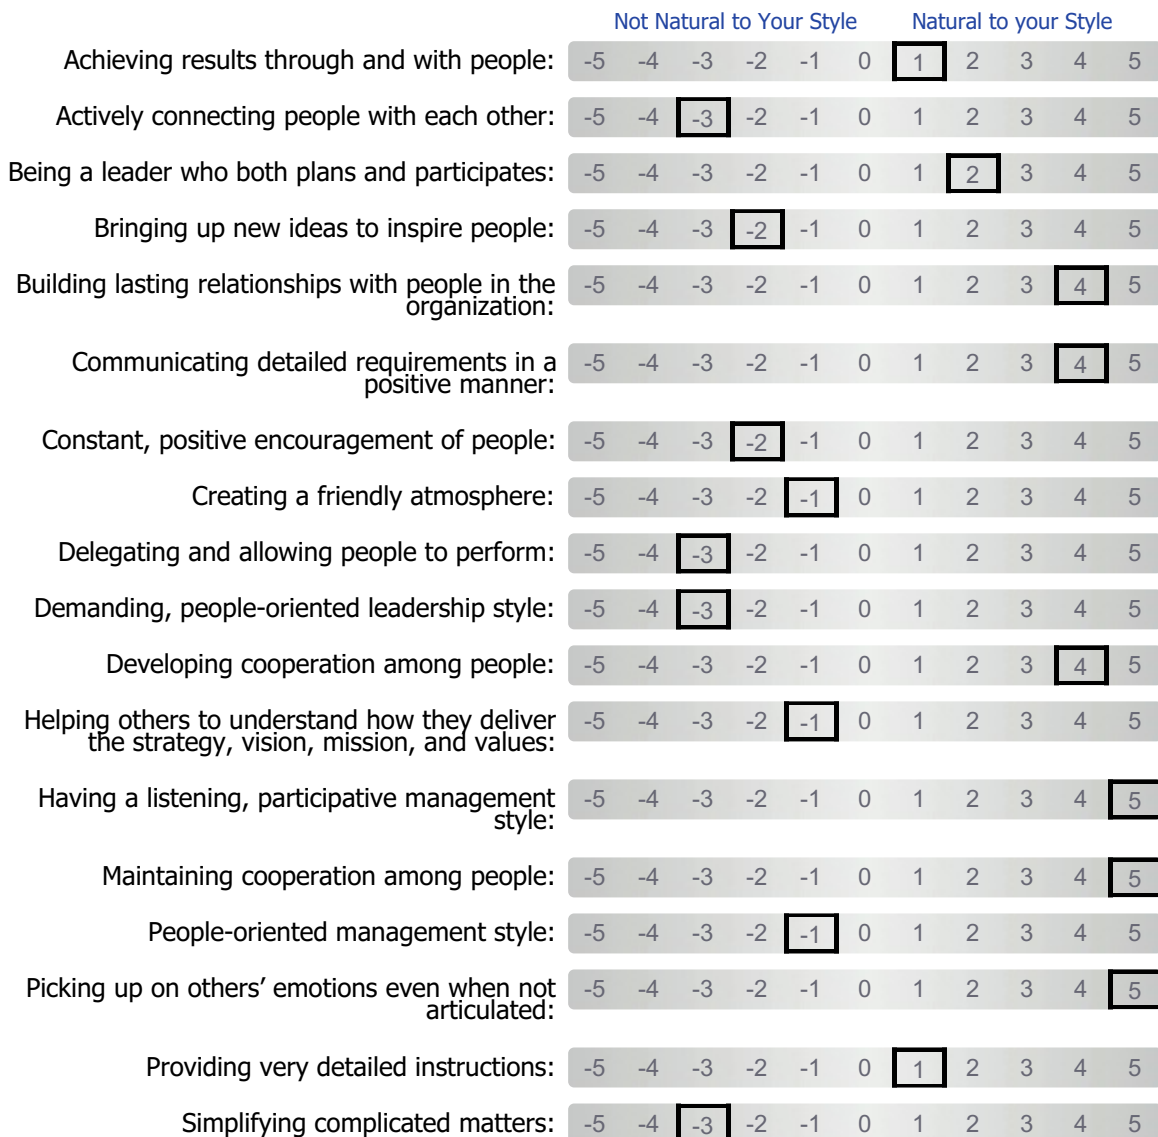 Not Natural to Your Style Natural to your Style
Achieving results through and with people: -5 -4 -3 -2 -1 0 1 2 3 4 5
Actively connecting people with each other: -5 -4 -3 -2 -1 0 1 2 3 4 5
Being a leader who both plans and participates: -5 -4 -3 -2 -1 0 1 2 3 4 5
Bringing up new ideas to inspire people: -5 -4 -3 -2 -1 0 1 2 3 4 5
Building lasting relationships with people in the
organization: -5 -4 -3 -2 -1 0 1 2 3 4 5
Communicating detailed requirements in a
positive manner: -5 -4 -3 -2 -1 0 1 2 3 4 5
Constant, positive encouragement of people: -5 -4 -3 -2 -1 0 1 2 3 4 5
Creating a friendly atmosphere: -5 -4 -3 -2 -1 0 1 2 3 4 5
Delegating and allowing people to perform: -5 -4 -3 -2 -1 0 1 2 3 4 5
Demanding, people-oriented leadership style: -5 -4 -3 -2 -1 0 1 2 3 4 5
Developing cooperation among people: -5 -4 -3 -2 -1 0 1 2 3 4 5
Helping others to understand how they deliver
the strategy, vision, mission, and values: -5 -4 -3 -2 -1 0 1 2 3 4 5
Having a listening, participative management
style: -5 -4 -3 -2 -1 0 1 2 3 4 5
Maintaining cooperation among people: -5 -4 -3 -2 -1 0 1 2 3 4 5
People-oriented management style: -5 -4 -3 -2 -1 0 1 2 3 4 5
Picking up on others’ emotions even when not
articulated: -5 -4 -3 -2 -1 0 1 2 3 4 5
Providing very detailed instructions: -5 -4 -3 -2 -1 0 1 2 3 4 5
Simplifying complicated matters: -5 -4 -3 -2 -1 0 1 2 3 4 5